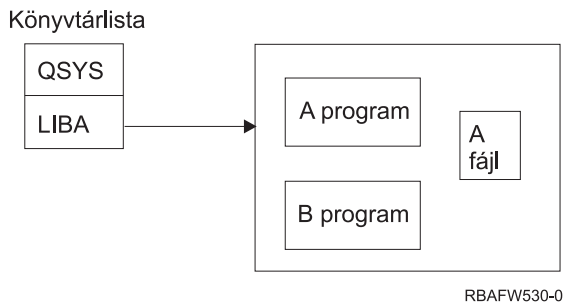 Könyvtárlista
QSYS
LIBA
A program
A
fájl
B program
RBAFW530-0